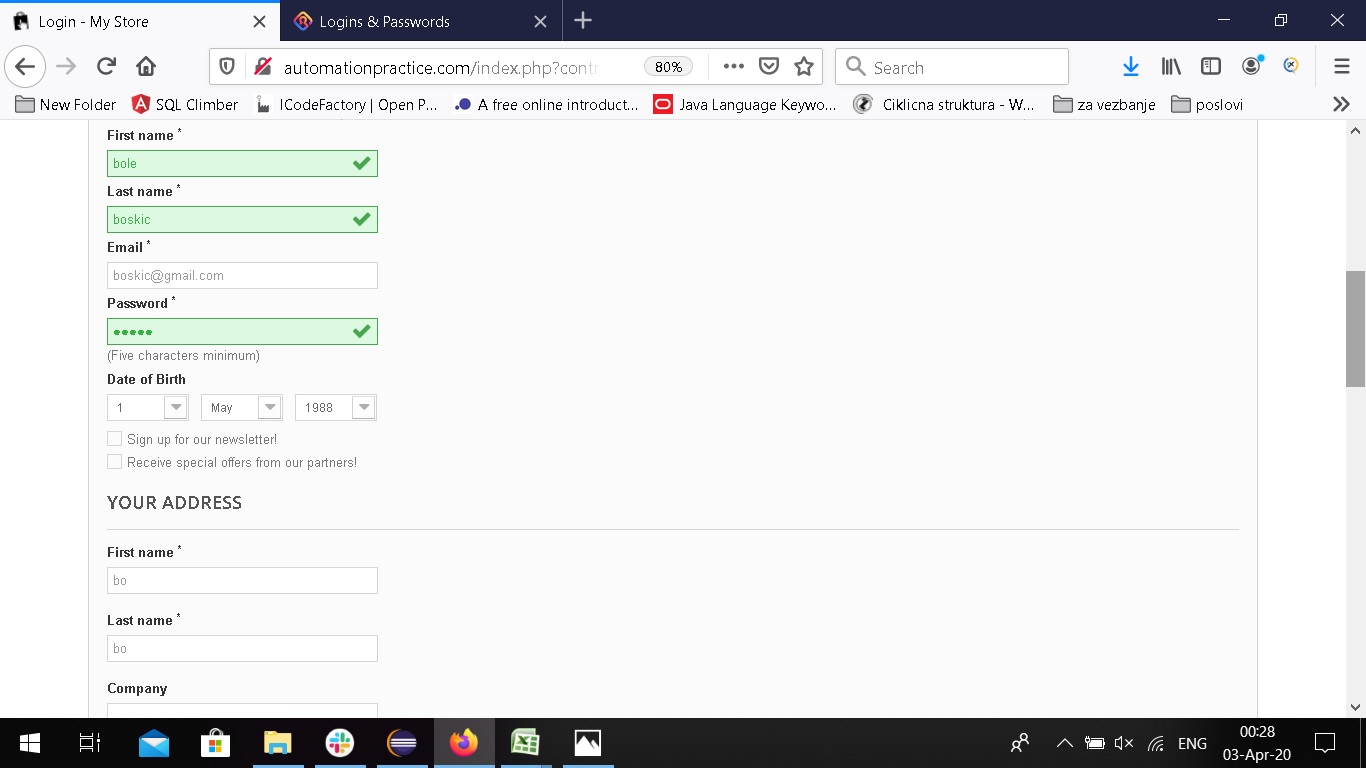 Login - My Store
Logins & Passwords
automationpractice.com/index.php?contr
80%
Search
New Folder
SQL Climber
ICodeFactory | Open P...
A free online introduct...
Java Language Keywo...
Ciklicna struktura - W...
za vezbanje
poslovi
First name *
bole
Last name *
boskic
Email *
boskic@gmail.com
Password *
(Five characters minimum)
Date of Birth
1 May 1988
Sign up for our newsletter!
Receive special offers from our partners!
YOUR ADDRESS
First name *
bo
Last name *
bo
Company
ENG
00:28
03-Apr-20